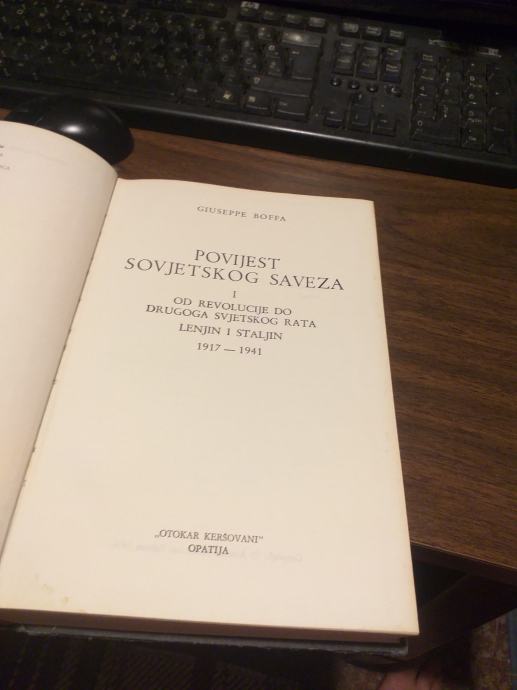 GIUSEPPE BOFFA
POVIJEST
SOVJETSKOG SAVEZA
I
OD REVOLUCIJE DO
DRUGOGA SVJETSKOG RATA
LENJIN I STALJIN
1917 — 1941
„OTOKAR KERŠOVANI"
OPATIJA